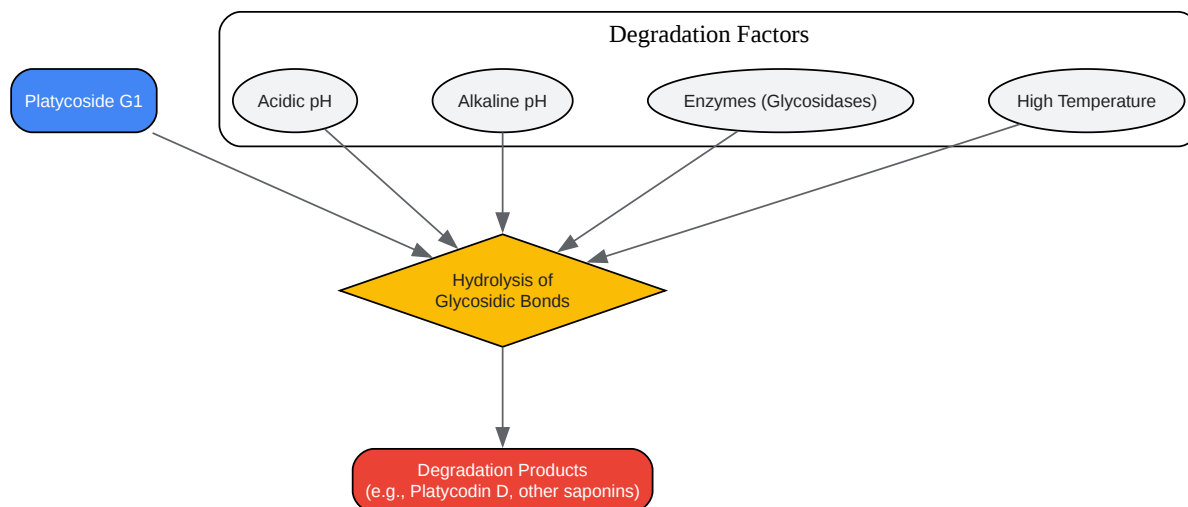 Degradation Factors
Platycoside G1
Acidic pH
Alkaline pH
Enzymes (Glycosidases)
High Temperature
Hydrolysis of
Glycosidic Bonds
Degradation Products
(e.g., Platycodin D, other saponins)